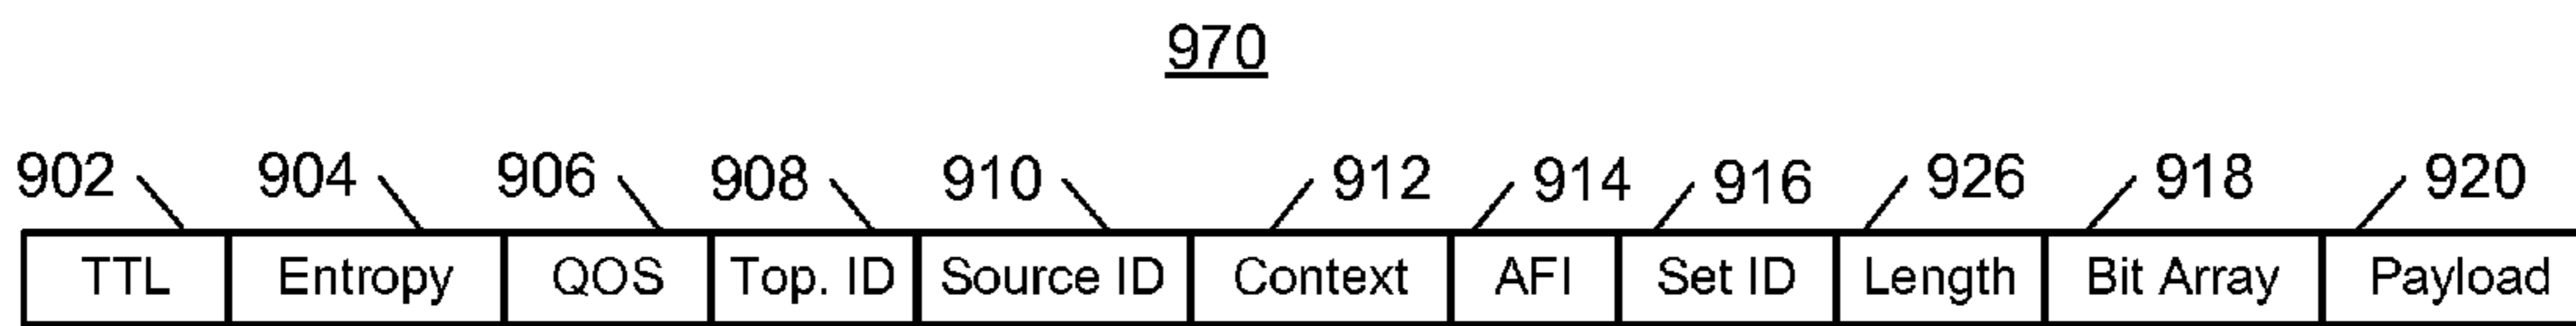 970
902 904 906 908 910 912 914 916 926 918 920
TTL Entropy QOS Top. ID Source ID Context AFI Set ID Length Bit Array Payload